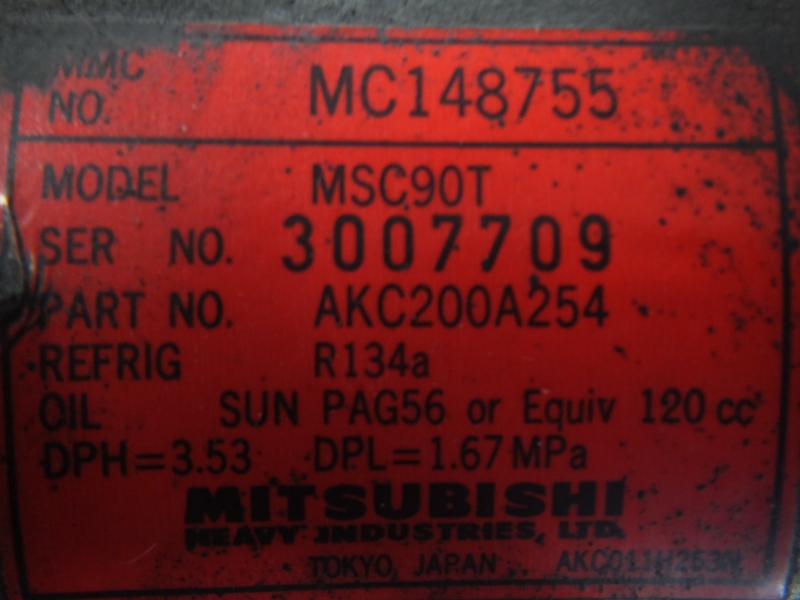 MMC
NO. MC148755
MODEL MSC90T
SER NO. 3007709
PART NO. AKC200A254
REFRIG R134a
OIL SUN PAG56 or Equiv 120 cc
DPH=3.53 DPL=1.67 MPa
MITSUBISHI
HEAVY INDUSTRIES, LTD.
TOKYO, JAPAN